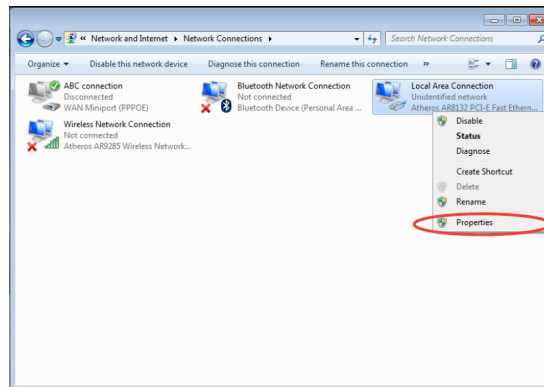 « Network and Internet ▸ Network Connections ▸
Search Network Connections
Organize ▾ Disable this network device Diagnose this connection Rename this connection »
ABC connection
Disconnected
WAN Miniport (PPPOE)
Bluetooth Network Connection
Not connected
Bluetooth Device (Personal Area ...
Local Area Connection
Unidentified network
Atheros AR8132 PCI-E Fast Ethern...
Wireless Network Connection
Not connected
Atheros AR9285 Wireless Network...
Disable
Status
Diagnose
Create Shortcut
Delete
Rename
Properties